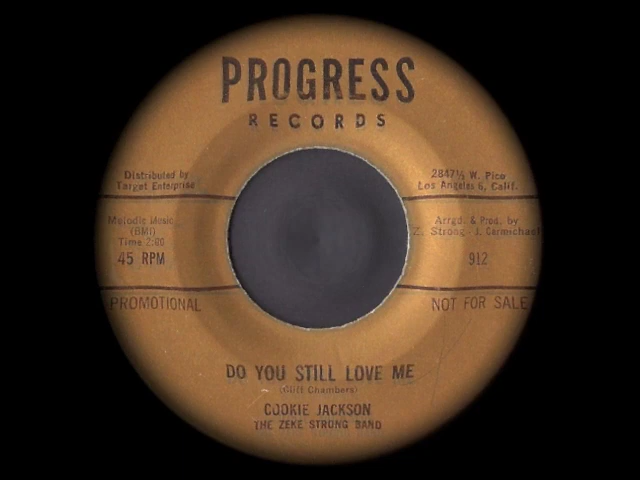 PROGRESS
RECORDS
Distributed by
Target Enterprise
2847½ W. Pico
Los Angeles 6, Calif.
Melodic Music
(BMI)
Time 2:00
45 RPM
Arrgd. & Prod. by
Z. Strong - J. Carmichael
912
PROMOTIONAL
NOT FOR SALE
DO YOU STILL LOVE ME
(Cliff Chambers)
COOKIE JACKSON
THE ZEKE STRONG BAND